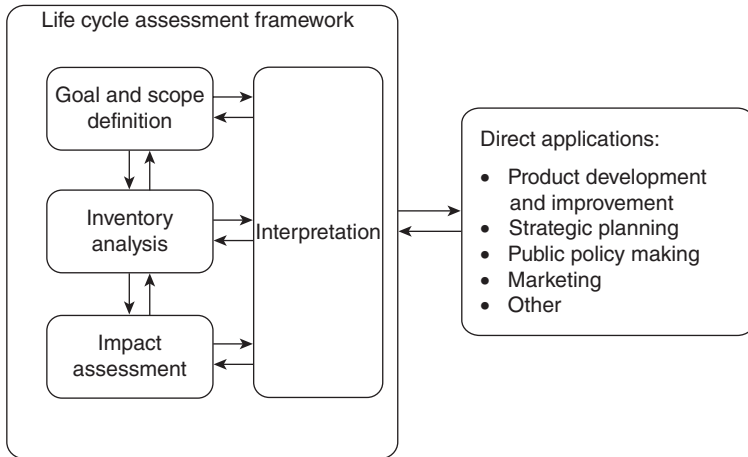 Life cycle assessment framework
Goal and scope
definition
Inventory
analysis
Impact
assessment
Interpretation
Direct applications:
• Product development
and improvement
• Strategic planning
• Public policy making
• Marketing
• Other